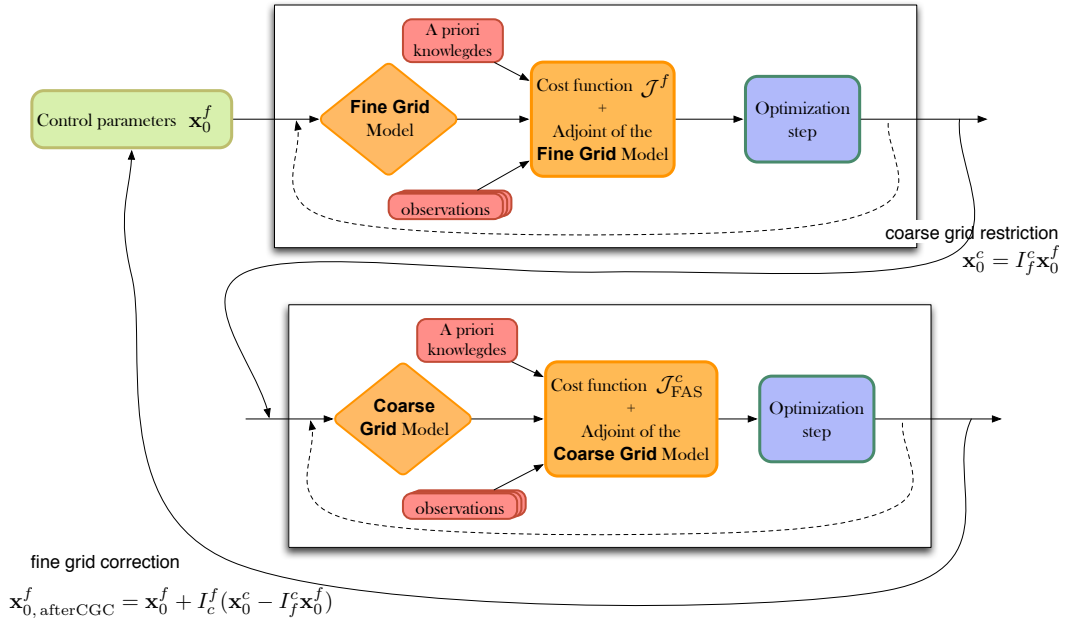 A priori
knowlegdes
Control parameters $\mathbf{x}_0^f$
Fine Grid
Model
Cost function $\mathcal{J}^f$
+
Adjoint of the
Fine Grid Model
Optimization
step
observations
coarse grid restriction
$\mathbf{x}_0^c = I_f^c \mathbf{x}_0^f$
A priori
knowlegdes
Coarse
Grid Model
Cost function $\mathcal{J}_{\mathrm{FAS}}^c$
+
Adjoint of the
Coarse Grid Model
Optimization
step
observations
fine grid correction
$\mathbf{x}_{0,\,\mathrm{afterCGC}}^f = \mathbf{x}_0^f + I_c^f (\mathbf{x}_0^c - I_f^c \mathbf{x}_0^f)$